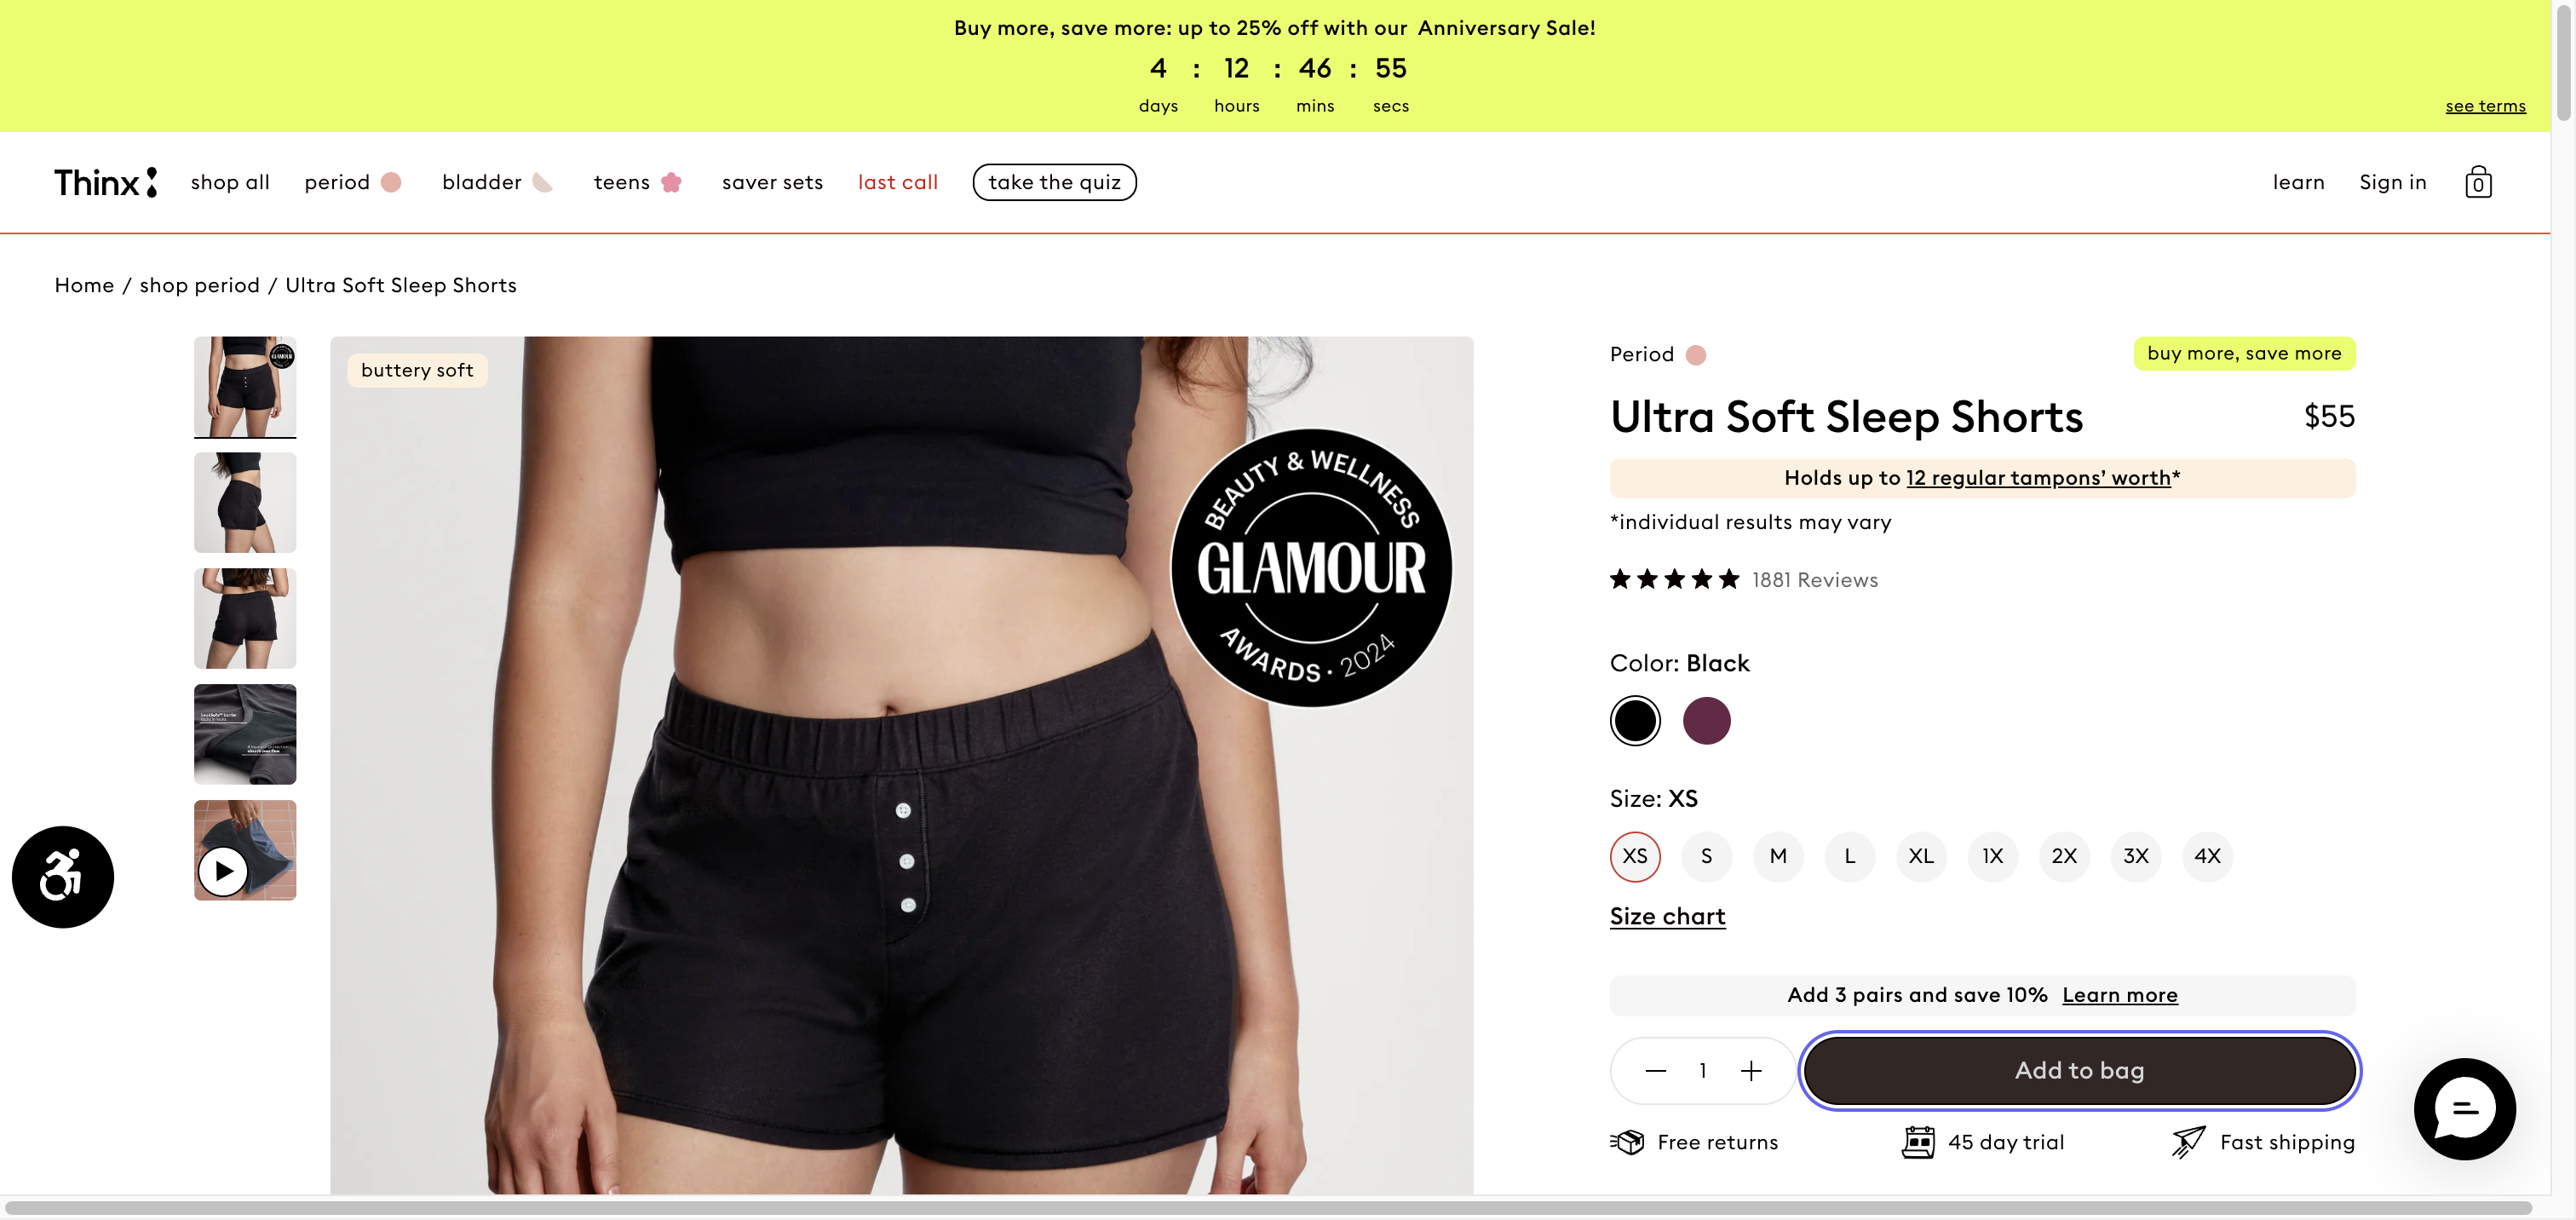 Buy more, save more: up to 25% off with our Anniversary Sale!
4 : 12 : 46 : 55
days hours mins secs
see terms
Thinx
shop all
period
bladder
teens
saver sets
last call
take the quiz
learn
Sign in
0
Home / shop period / Ultra Soft Sleep Shorts
buttery soft
BEAUTY & WELLNESS
GLAMOUR
AWARDS · 2024
GLAMOUR
Period
buy more, save more
Ultra Soft Sleep Shorts
$55
Holds up to 12 regular tampons’ worth*
*individual results may vary
1881 Reviews
Color: Black
Size: XS
XS S M L XL 1X 2X 3X 4X
Size chart
Add 3 pairs and save 10% Learn more
1
Add to bag
Free returns
45 day trial
Fast shipping